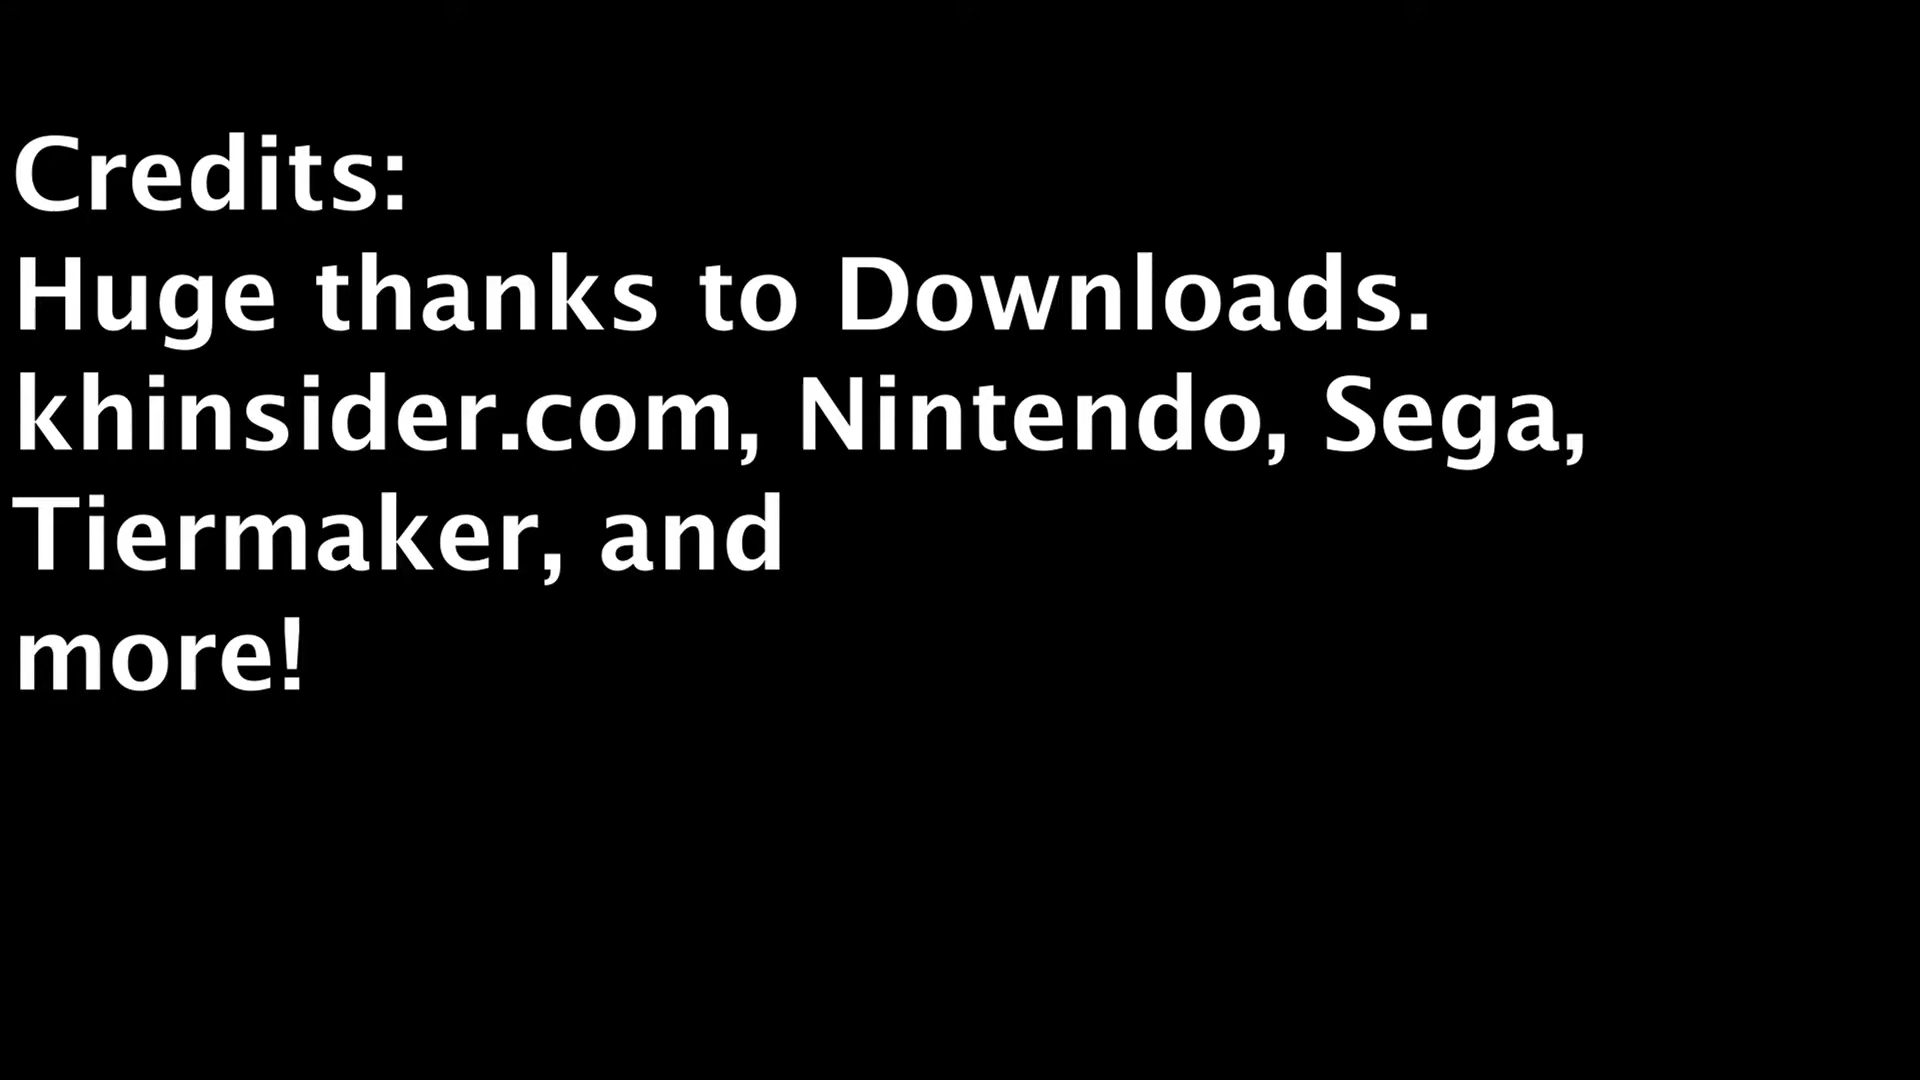 Credits:
Huge thanks to Downloads.
khinsider.com, Nintendo, Sega,
Tiermaker, and
more!